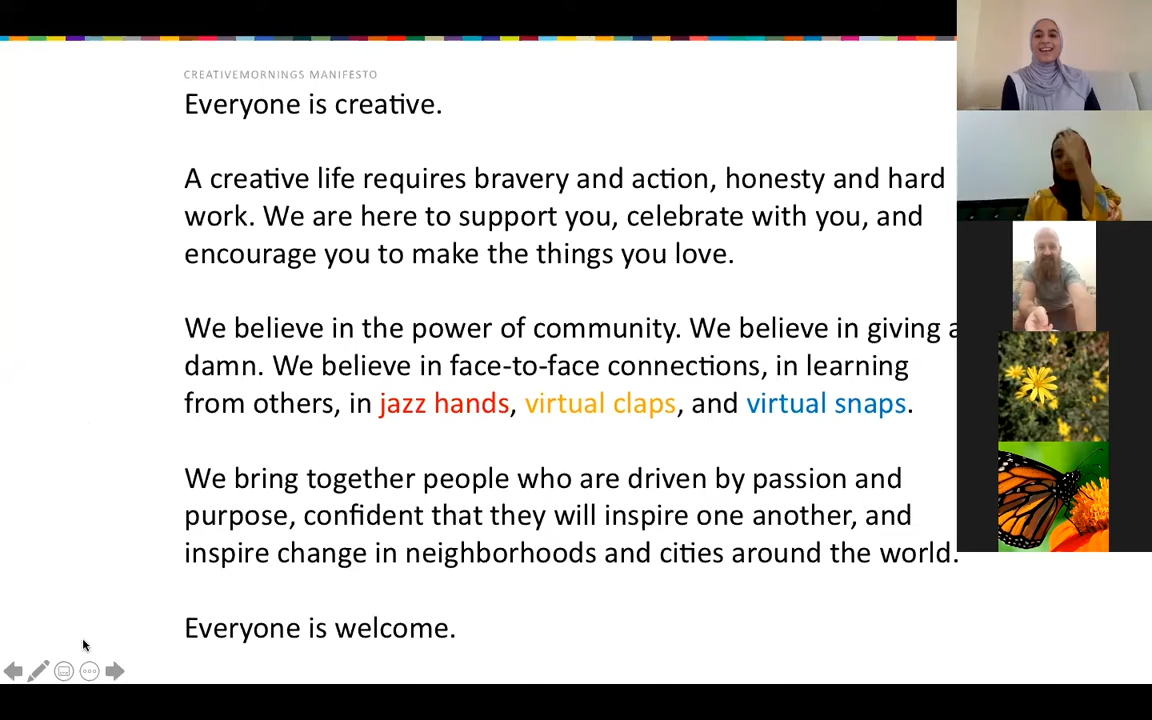 CREATIVEMORNINGS MANIFESTO
Everyone is creative.
A creative life requires bravery and action, honesty and hard
work. We are here to support you, celebrate with you, and
encourage you to make the things you love.
We believe in the power of community. We believe in giving a
damn. We believe in face-to-face connections, in learning
from others, in jazz hands, virtual claps, and virtual snaps.
We bring together people who are driven by passion and
purpose, confident that they will inspire one another, and
inspire change in neighborhoods and cities around the world.
Everyone is welcome.